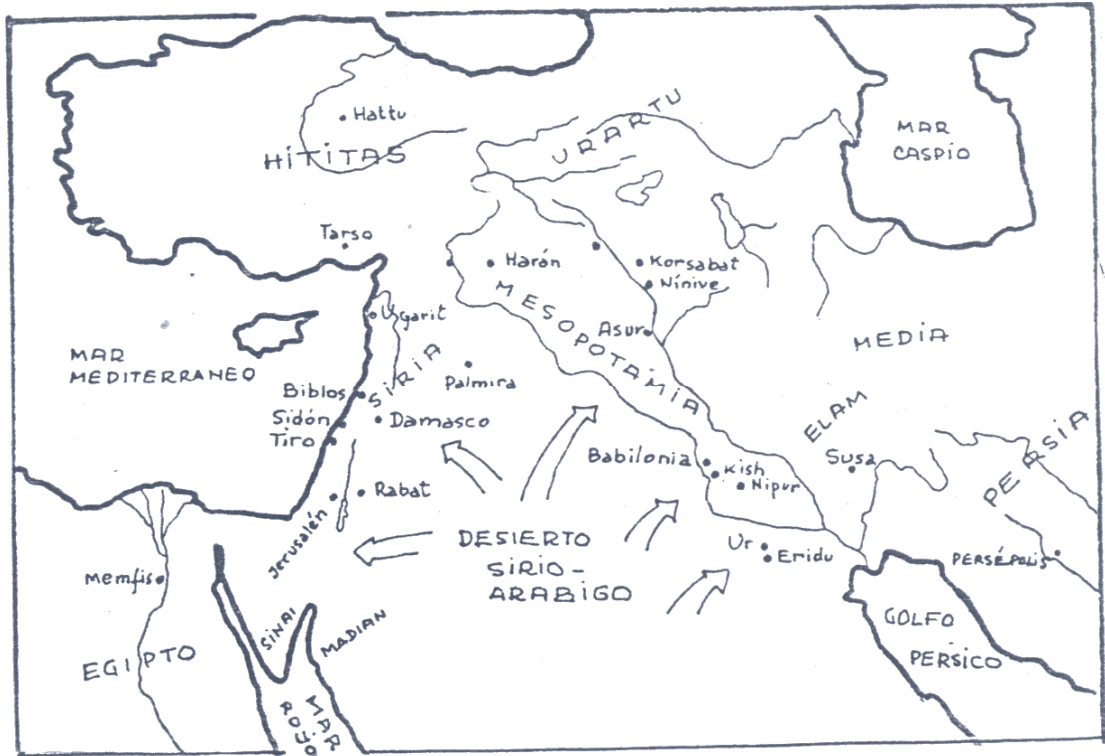 Hattu
HITITAS
URARTU
MAR
CASPIO
Tarso
Harán
Korsabat
Nínive
MESOPOTAMIA
Ugarit
Asur
MEDIA
MAR
MEDITERRANEO
SIRIA
Palmira
Biblos
Sidón
Tiro
Damasco
ELAM
Babilonia
Kish
Nipur
Susa
PERSIA
Rabat
Jerusalén
DESIERTO
SIRIO-
ARABIGO
Ur
Eridu
PERSÉPOLIS
Memfis
SINAI
MADIAN
EGIPTO
MAR
ROJO
GOLFO
PERSICO